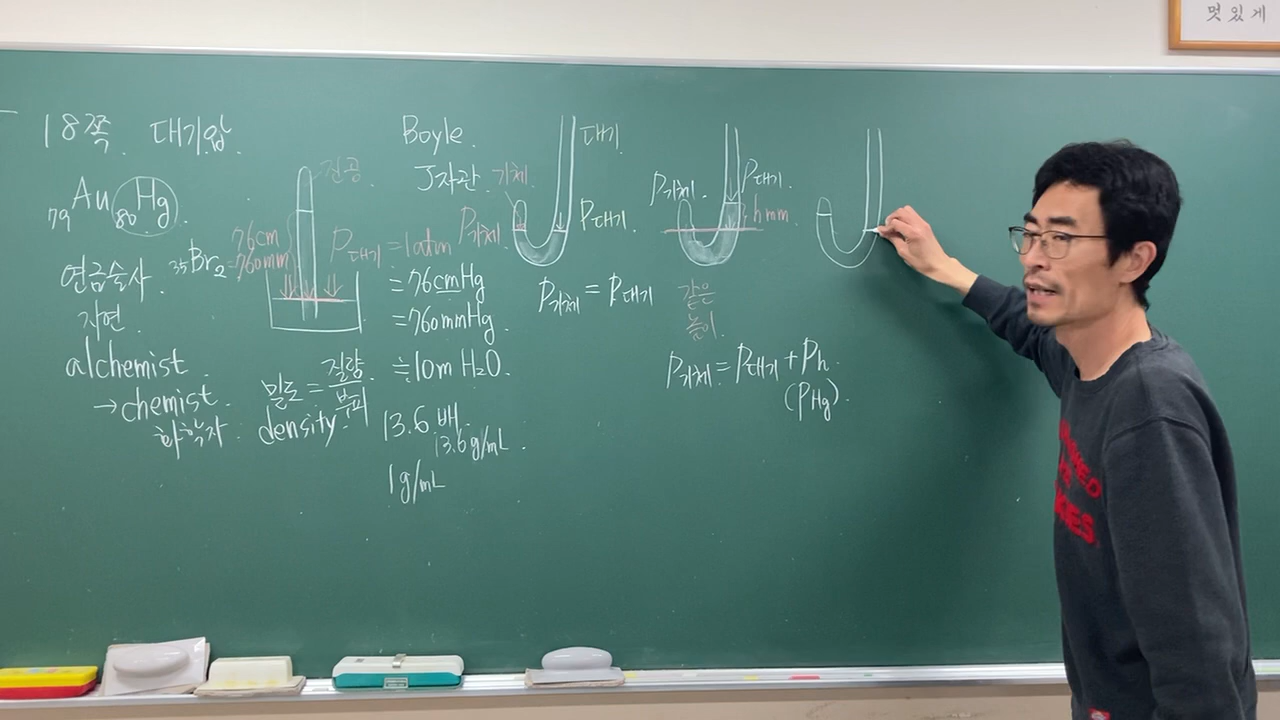 멋있게
18쪽. 대기압.
79Au 80Hg.
연금술사.
자연.
alchemist.
→ chemist.
화학자.
35Br2
진공.
76cm
760mm
P대기 = 1atm
= 76cmHg
= 760mmHg.
≒ 10m H2O.
밀도 = 질량/부피.
density.
13.6배.
13.6g/mL.
1g/mL
Boyle.
J자관.
기체.
대기.
P기체.
P대기.
P기체 = P대기
P기체.
P대기.
h mm.
같은
높이.
P기체 = P대기 + Ph.
(PHg).